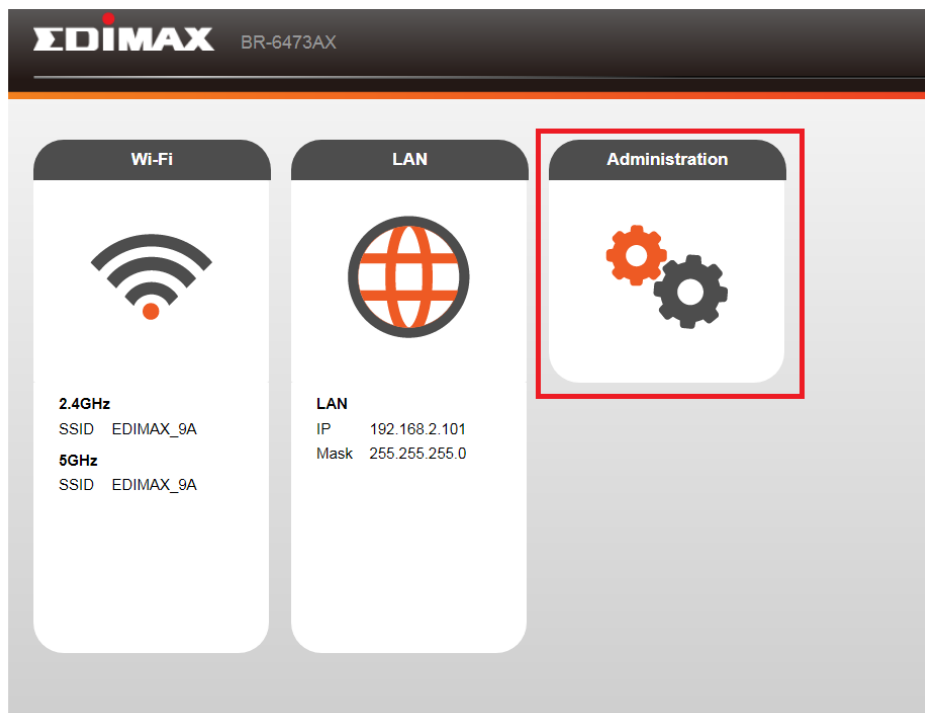 EDIMAX BR-6473AX
Wi-Fi
2.4GHz
SSID EDIMAX_9A
5GHz
SSID EDIMAX_9A
LAN
LAN
IP 192.168.2.101
Mask 255.255.255.0
Administration